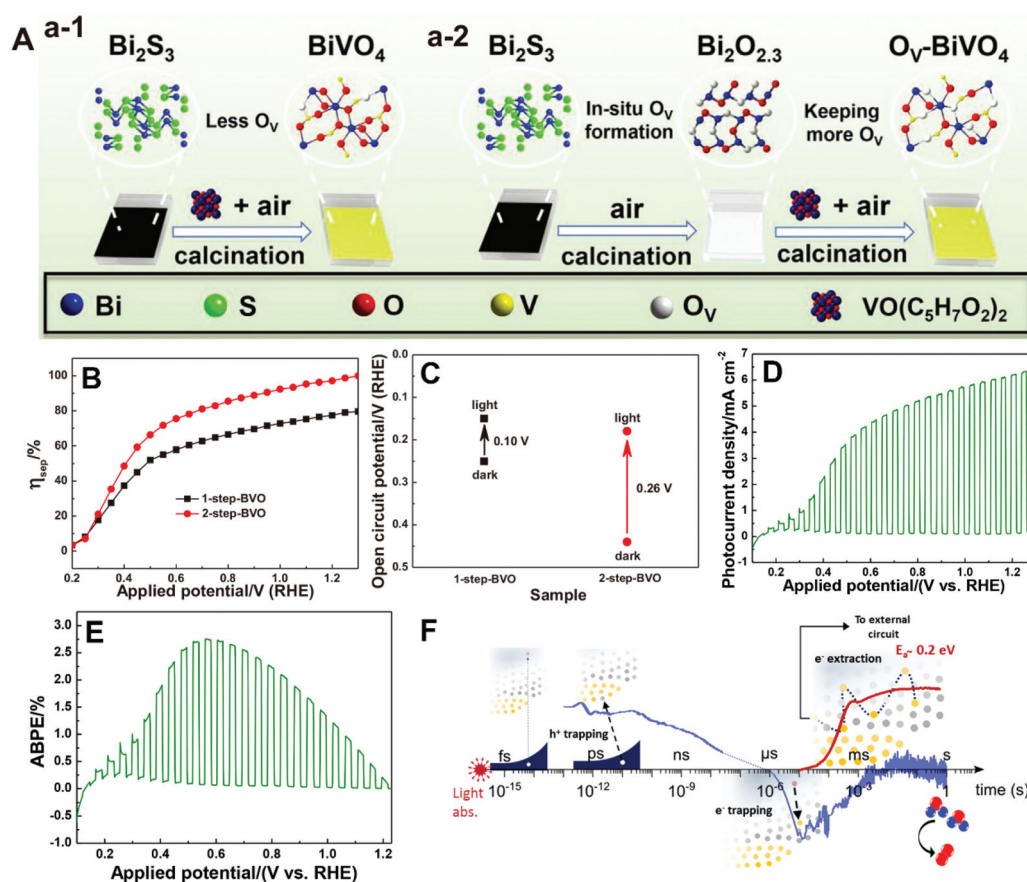 A
a-1
Bi2S3
BiVO4
Less OV
+ air
calcination
a-2
Bi2S3
Bi2O2.3
OV-BiVO4
In-situ OV
formation
Keeping
more OV
air
calcination
+ air
calcination
Bi
S
O
V
OV
VO(C5H7O2)2
B
100
80
60
40
20
0
ηsep/%
1-step-BVO
2-step-BVO
0.2 0.4 0.6 0.8 1.0 1.2
Applied potential/V (RHE)
C
0.0
0.1
0.2
0.3
0.4
0.5
Open circuit potential/V (RHE)
light
0.10 V
dark
light
0.26 V
dark
1-step-BVO 2-step-BVO
Sample
D
7
6
5
4
3
2
1
0
-1
Photocurrent density/mA cm-2
0.2 0.4 0.6 0.8 1.0 1.2
Applied potential/(V vs. RHE)
E
3.0
2.5
2.0
1.5
1.0
0.5
0.0
-0.5
-1.0
ABPE/%
0.2 0.4 0.6 0.8 1.0 1.2
Applied potential/(V vs. RHE)
F
To external
circuit
e- extraction
Ea~ 0.2 eV
h+ trapping
fs ps ns μs ms s
Light
abs.
10-15 10-12 10-9 10-6 10-3 1 time (s)
e- trapping